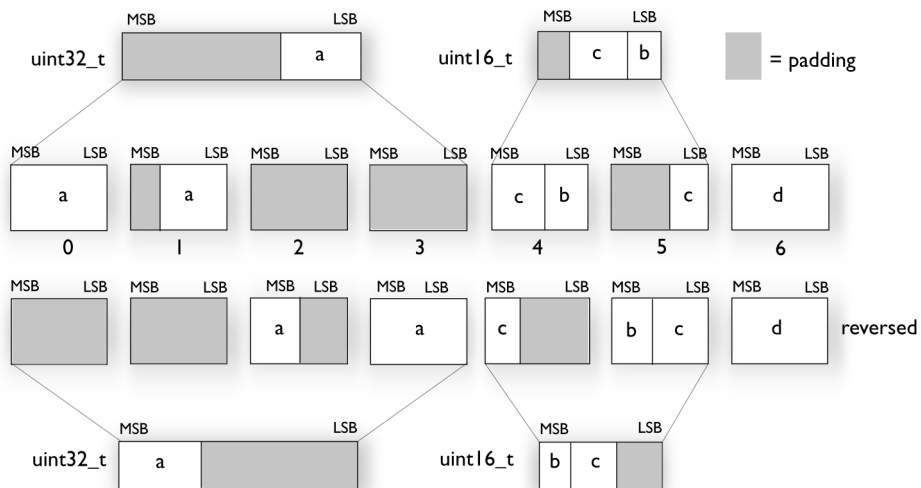 MSB LSB MSB LSB
uint32_t a uint16_t c b = padding
MSB LSB MSB LSB MSB LSB MSB LSB MSB LSB MSB LSB MSB LSB
a a c b c d
0 1 2 3 4 5 6
MSB LSB MSB LSB MSB LSB MSB LSB MSB LSB MSB LSB MSB LSB
a a c b c d reversed
MSB LSB MSB LSB
uint32_t a uint16_t b c